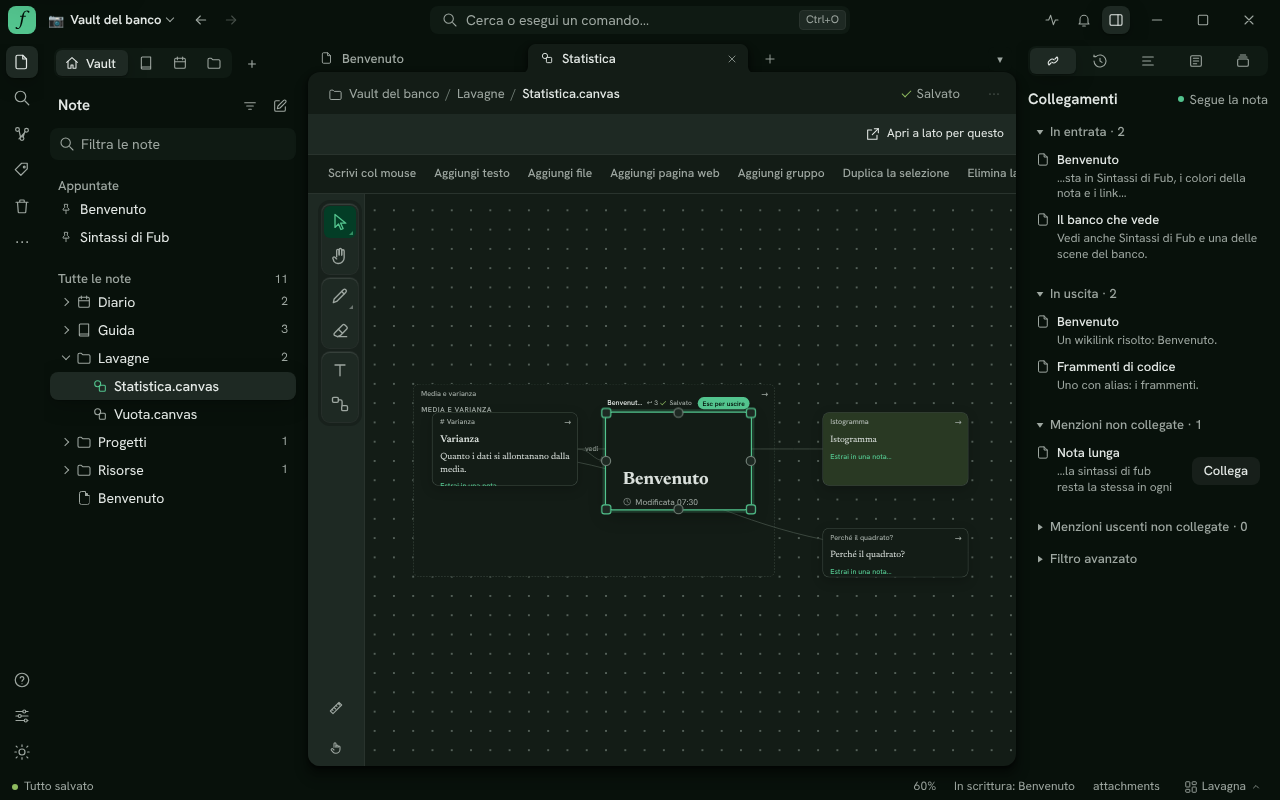 Vault del banco
Cerca o esegui un comando...
Ctrl+O
Vault
Note
Filtra le note
Appuntate
Benvenuto
Sintassi di Fub
Tutte le note 11
Diario 2
Guida 3
Lavagne 2
Statistica.canvas
Vuota.canvas
Progetti 1
Risorse 1
Benvenuto
Tutto salvato
Benvenuto
Statistica
Vault del banco / Lavagne / Statistica.canvas
Salvato
Apri a lato per questo
Scrivi col mouse
Aggiungi testo
Aggiungi file
Aggiungi pagina web
Aggiungi gruppo
Duplica la selezione
Elimina la
Media e varianza
MEDIA E VARIANZA
# Varianza
Varianza
Quanto i dati si allontanano dalla
media.
Estrai in una nota...
vedi
Benvenut... 3 Salvato Esc per uscire
Benvenuto
Modificata 07:30
Istogramma
Istogramma
Estrai in una nota...
Perché il quadrato?
Perché il quadrato?
Estrai in una nota...
Collegamenti
Segue la nota
In entrata · 2
Benvenuto
...sta in Sintassi di Fub, i colori della
nota e i link...
Il banco che vede
Vedi anche Sintassi di Fub e una delle
scene del banco.
In uscita · 2
Benvenuto
Un wikilink risolto: Benvenuto.
Frammenti di codice
Uno con alias: i frammenti.
Menzioni non collegate · 1
Nota lunga
...la sintassi di fub
resta la stessa in ogni
Collega
Menzioni uscenti non collegate · 0
Filtro avanzato
60%
In scrittura: Benvenuto
attachments
Lavagna